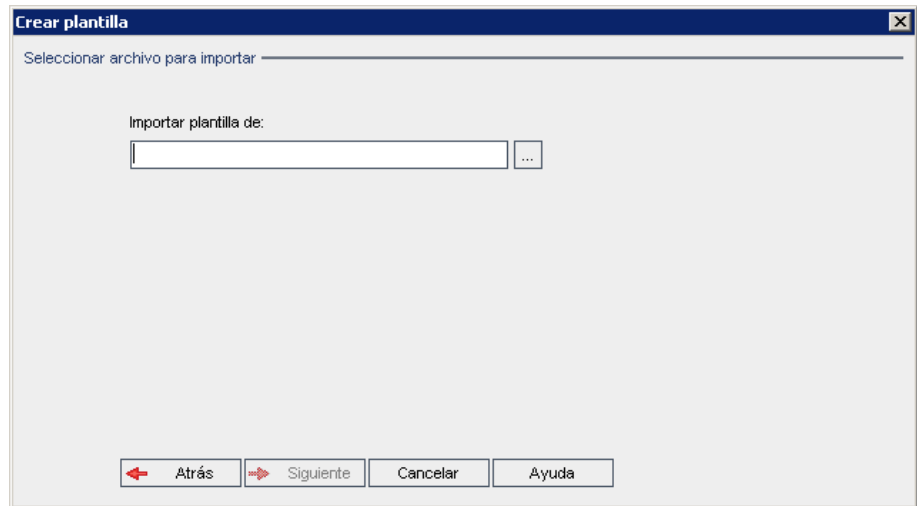 Crear plantilla
Seleccionar archivo para importar
Importar plantilla de:
...
Atrás Siguiente Cancelar Ayuda